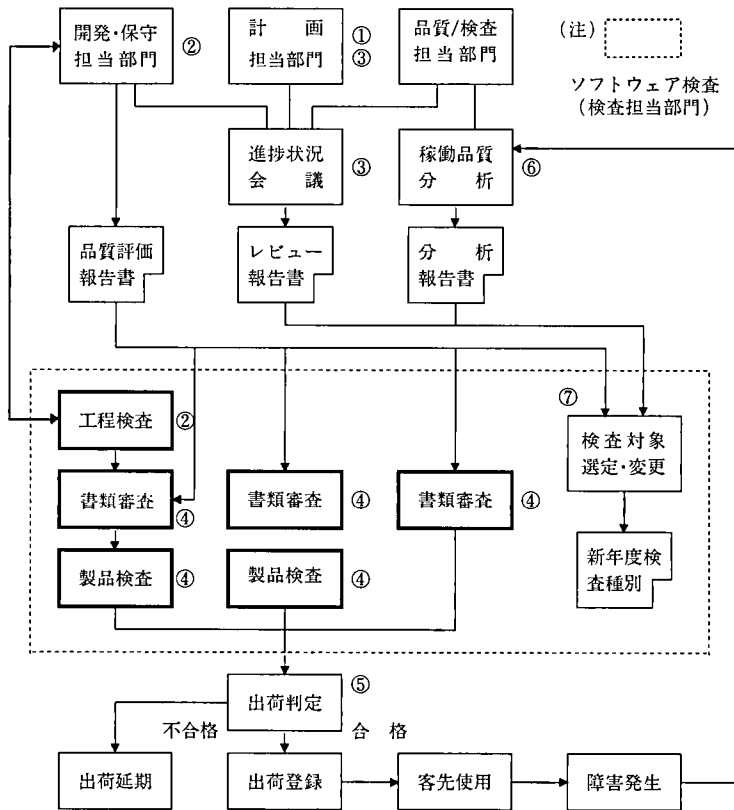 開発・保守
担当部門
②
計　画
担当部門
①
③
品質/検査
担当部門
(注)
ソフトウェア検査
(検査担当部門)
進捗状況
会　議
③
稼働品質
分　析
⑥
品質評価
報告書
レビュー
報告書
分　析
報告書
工程検査
②
⑦
検査対象
選定・変更
書類審査
④
書類審査
④
書類審査
④
製品検査
④
製品検査
④
新年度検
査種別
出荷判定
⑤
不合格
合　格
出荷延期
出荷登録
客先使用
障害発生